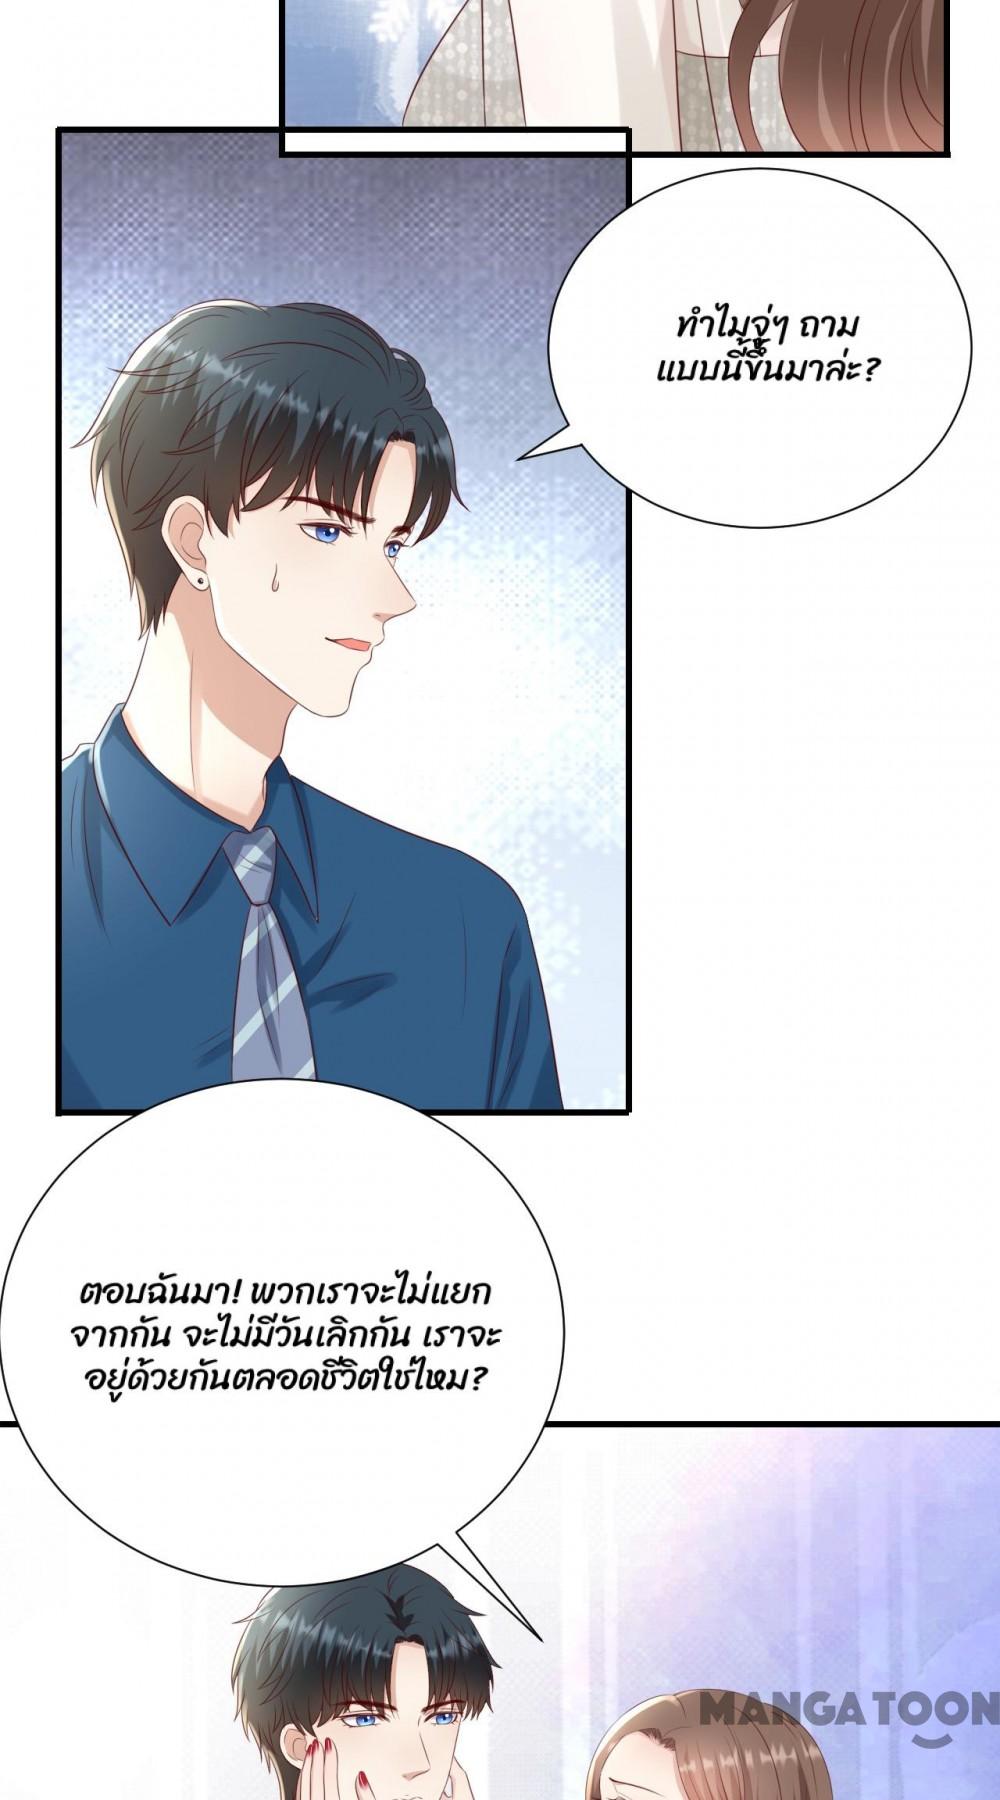 ทำไมจู่ๆ ถาม
แบบนี้ขึ้นมาล่ะ?
ตอบฉันมา! พวกเราจะไม่แยก
จากกัน จะไม่มีวันเลิกกัน เราจะ
อยู่ด้วยกันตลอดชีวิตใช่ไหม?
MANGATOON